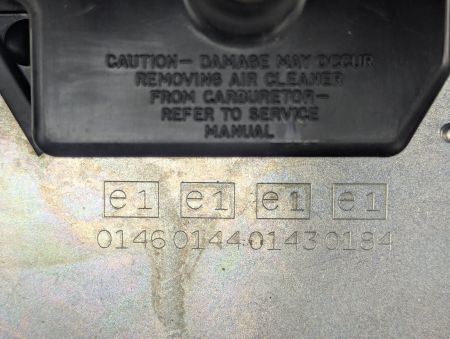 CAUTION- DAMAGE MAY OCCUR
REMOVING AIR CLEANER
FROM CARBURETOR-
REFER TO SERVICE
MANUAL
e1 e1 e1 e1
0146 0144 0143 0184